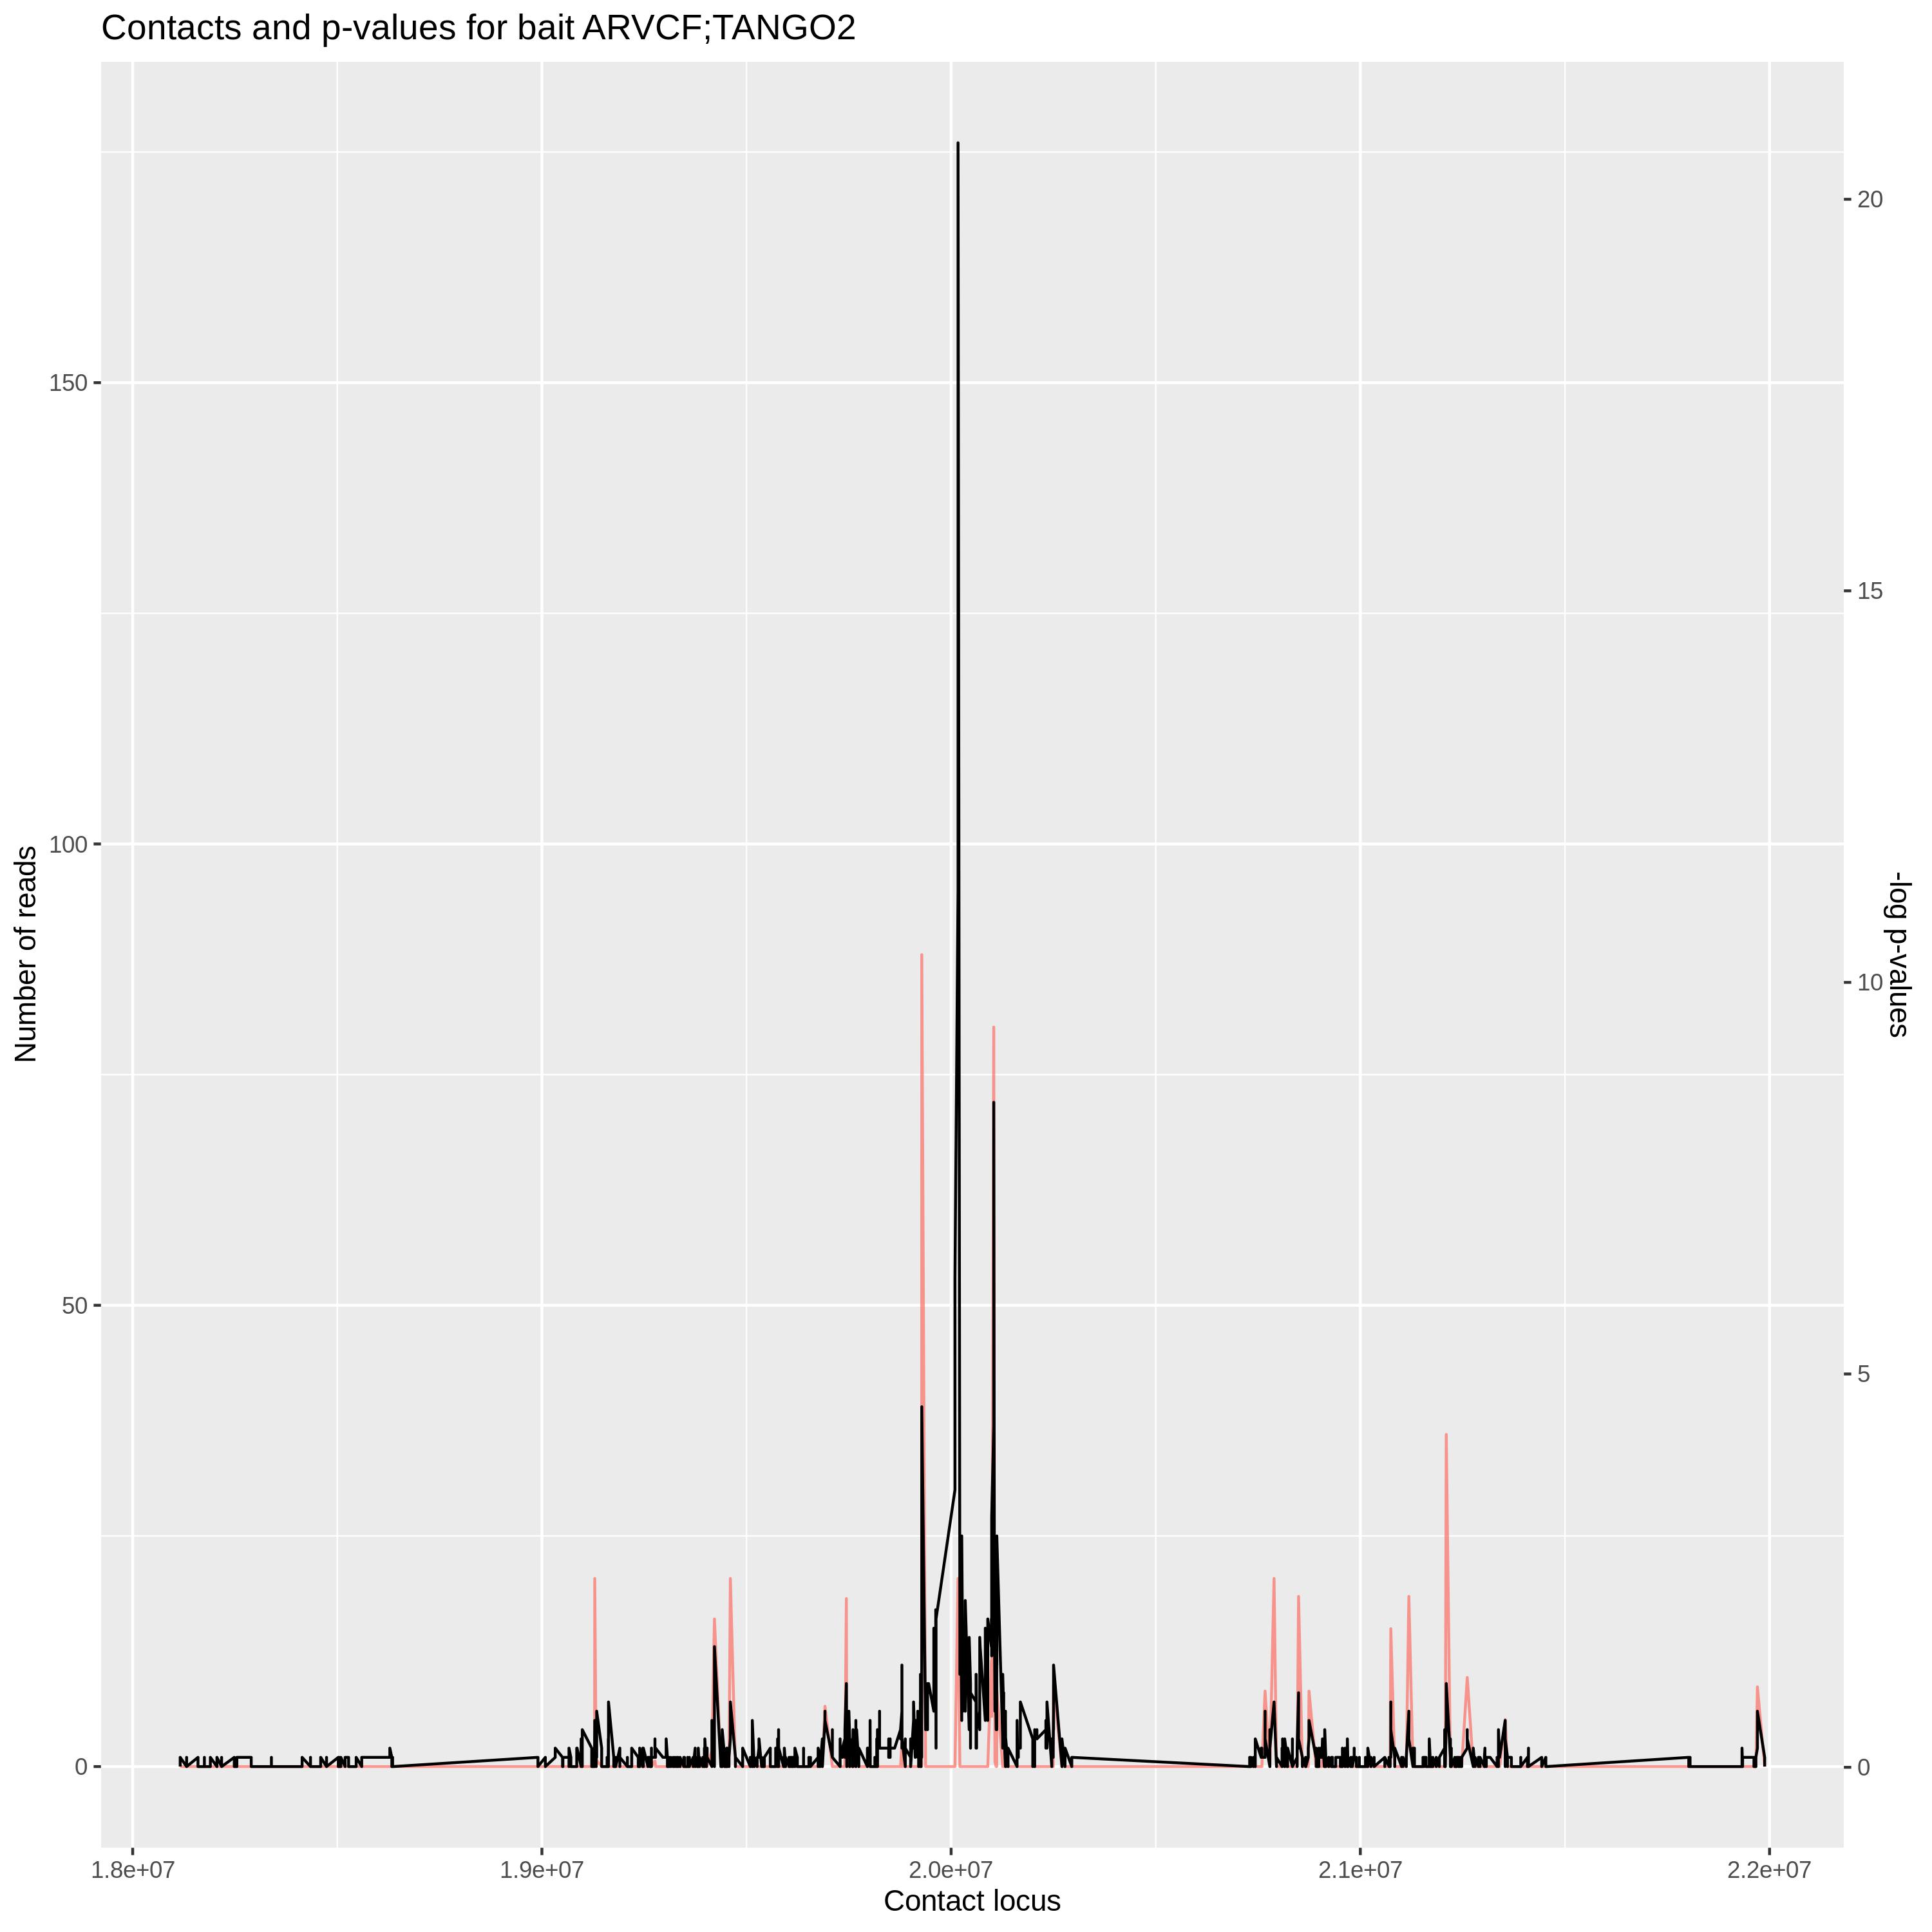 Contacts and p-values for bait ARVCF;TANGO2
Number of reads
150
100
50
0
20
15
10
5
0
-log p-values
1.8e+07 1.9e+07 2.0e+07 2.1e+07 2.2e+07
Contact locus